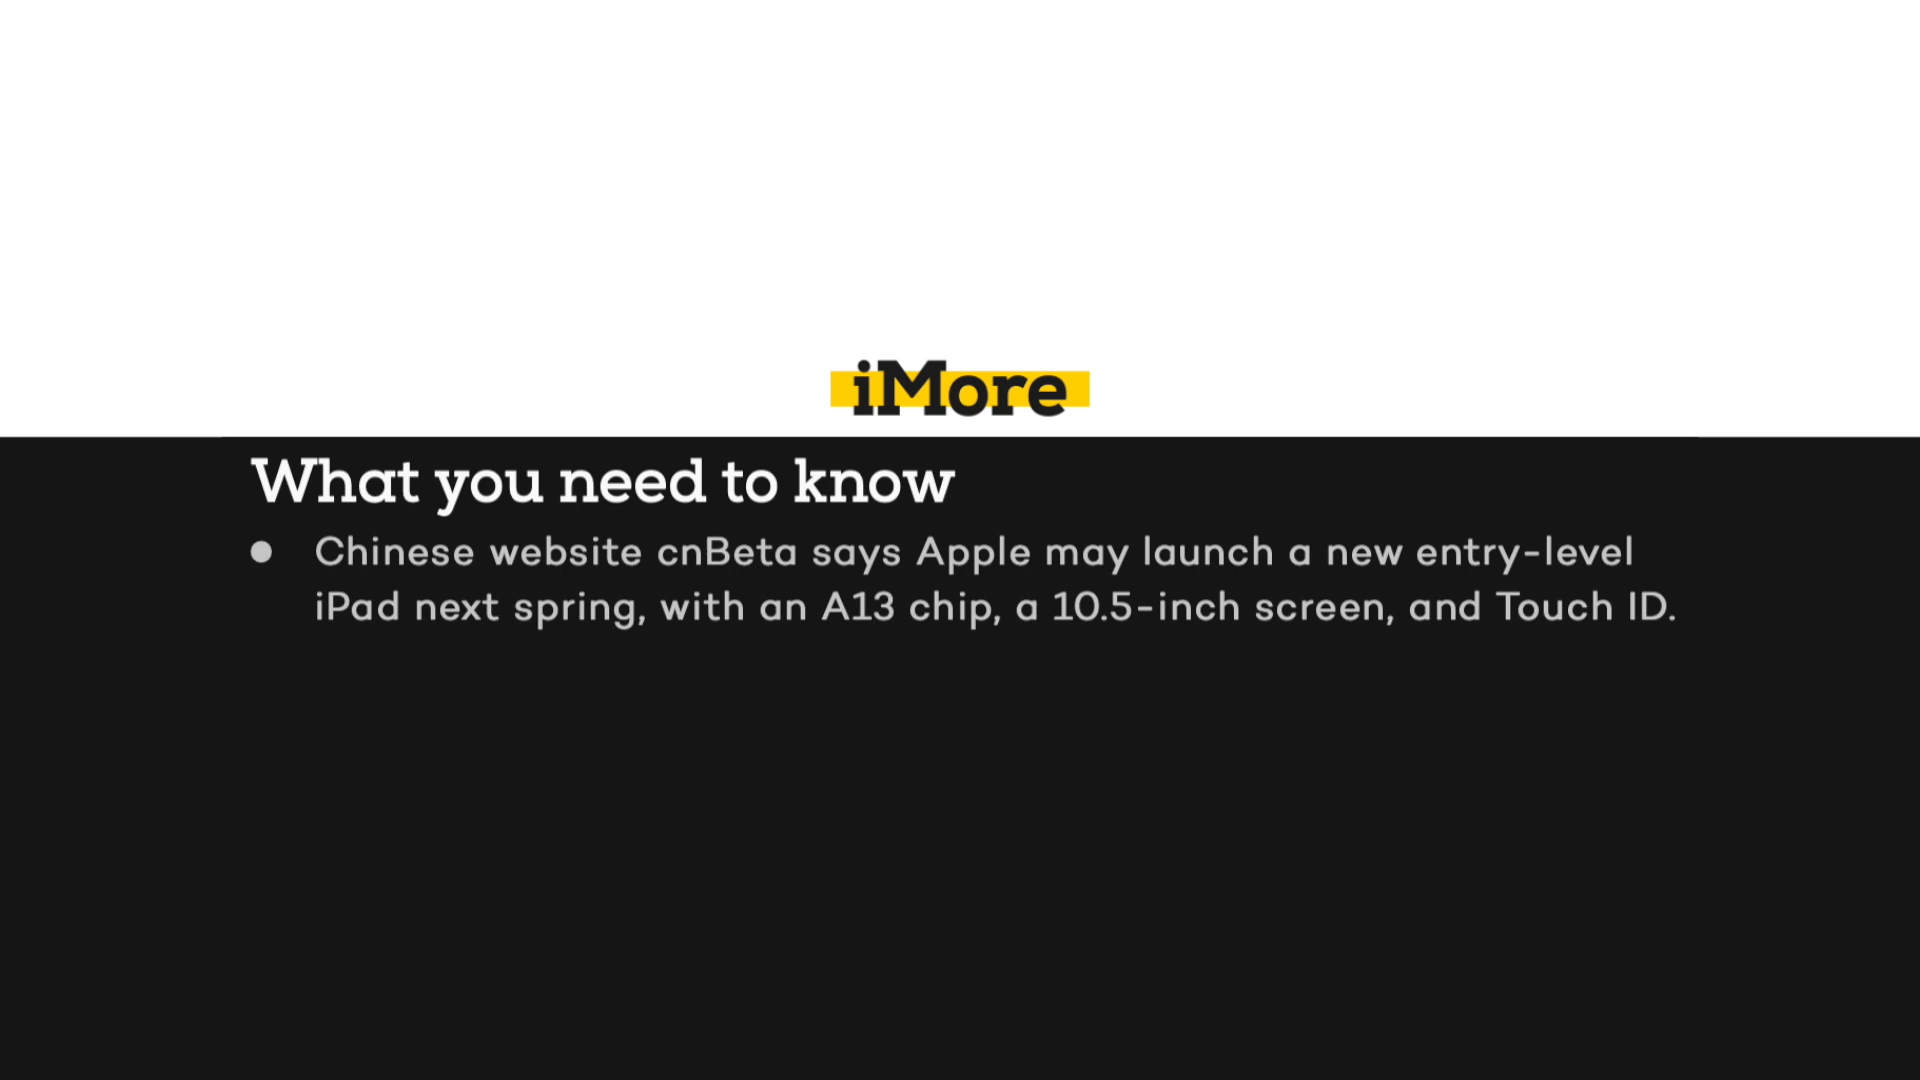 iMore
What you need to know
● Chinese website cnBeta says Apple may launch a new entry-level
iPad next spring, with an A13 chip, a 10.5-inch screen, and Touch ID.